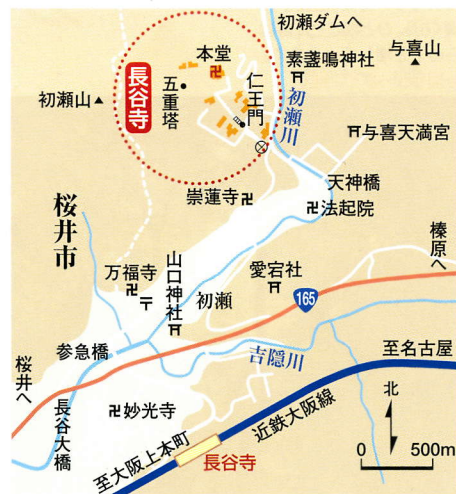 初瀬ダムへ
素盞鳴神社
与喜山
本堂
五重塔
仁王門
長谷寺
初瀬山
初瀬川
与喜天満宮
天神橋
崇蓮寺
法起院
桜井市
榛原へ
万福寺
山口神社
愛宕社
初瀬
165
参急橋
吉隠川
桜井へ
至名古屋
長谷大橋
妙光寺
近鉄大阪線
北
至大阪上本町
長谷寺
0 500m